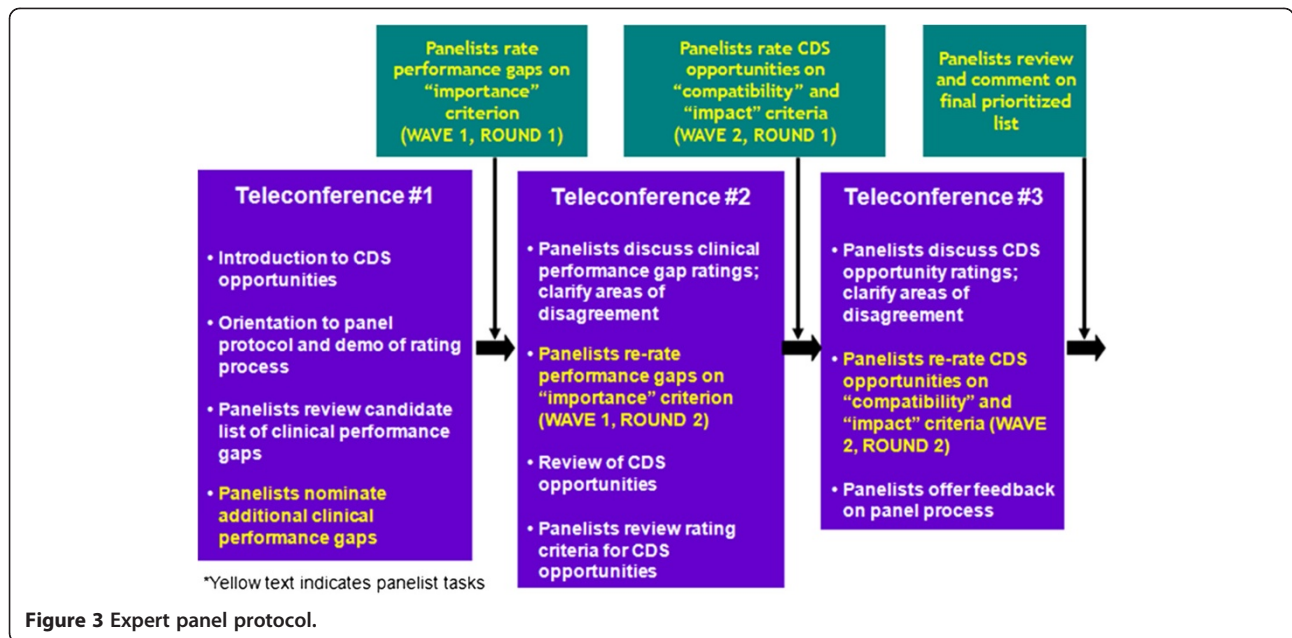 Panelists rate
performance gaps on
“importance”
criterion
(WAVE 1, ROUND 1)
Panelists rate CDS
opportunities on
“compatibility” and
“impact” criteria
(WAVE 2, ROUND 1)
Panelists review
and comment on
final prioritized
list
Teleconference #1
• Introduction to CDS
opportunities
• Orientation to panel
protocol and demo of rating
process
• Panelists review candidate
list of clinical performance
gaps
• Panelists nominate
additional clinical
performance gaps
Teleconference #2
• Panelists discuss clinical
performance gap ratings;
clarify areas of
disagreement
• Panelists re-rate
performance gaps on
“importance” criterion
(WAVE 1, ROUND 2)
• Review of CDS
opportunities
• Panelists review rating
criteria for CDS
opportunities
Teleconference #3
• Panelists discuss CDS
opportunity ratings;
clarify areas of
disagreement
• Panelists re-rate CDS
opportunities on
“compatibility” and
“impact” criteria (WAVE
2, ROUND 2)
• Panelists offer feedback
on panel process
*Yellow text indicates panelist tasks
Figure 3 Expert panel protocol.